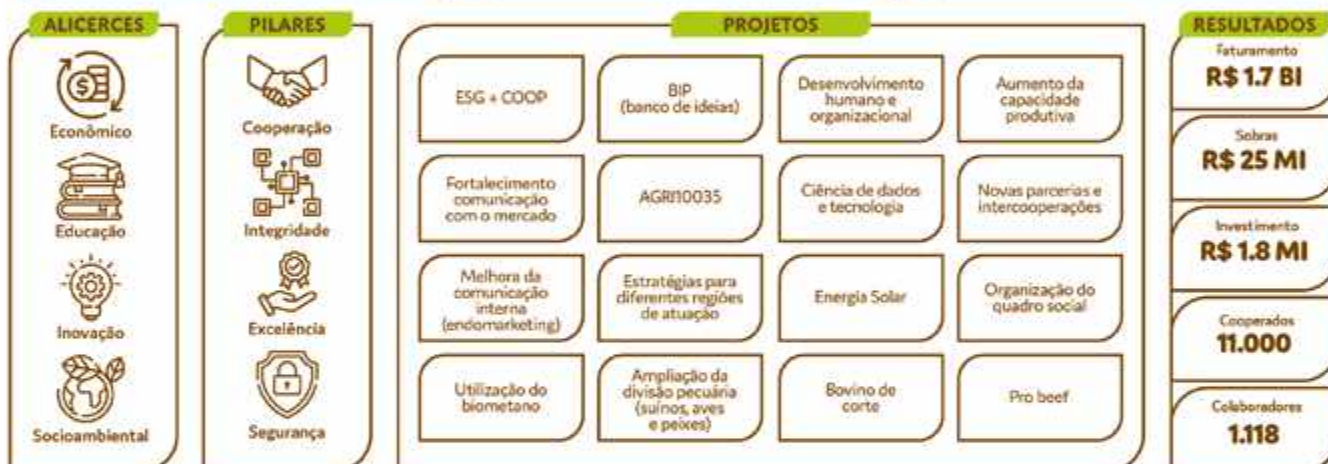 ALICERCES
Econômico
Educação
Inovação
Socioambiental
PILARES
Cooperação
Integridade
Excelência
Segurança
PROJETOS
ESG + COOP
BIP
(banco de ideias)
Desenvolvimento
humano e
organizacional
Aumento da
capacidade
produtiva
Fortalecimento
comunicação
com o mercado
AGRI10035
Ciência de dados
e tecnologia
Novas parcerias e
intercooperações
Melhora da
comunicação
interna
(endomarketing)
Estratégias para
diferentes regiões
de atuação
Energia Solar
Organização do
quadro social
Utilização do
biometano
Ampliação da
divisão pecuária
(suínos, aves
e peixes)
Bovino de
corte
Pro beef
RESULTADOS
Faturamento
R$ 1.7 BI
Sobras
R$ 25 MI
Investimento
R$ 1.8 MI
Cooperados
11.000
Colaboradores
1.118